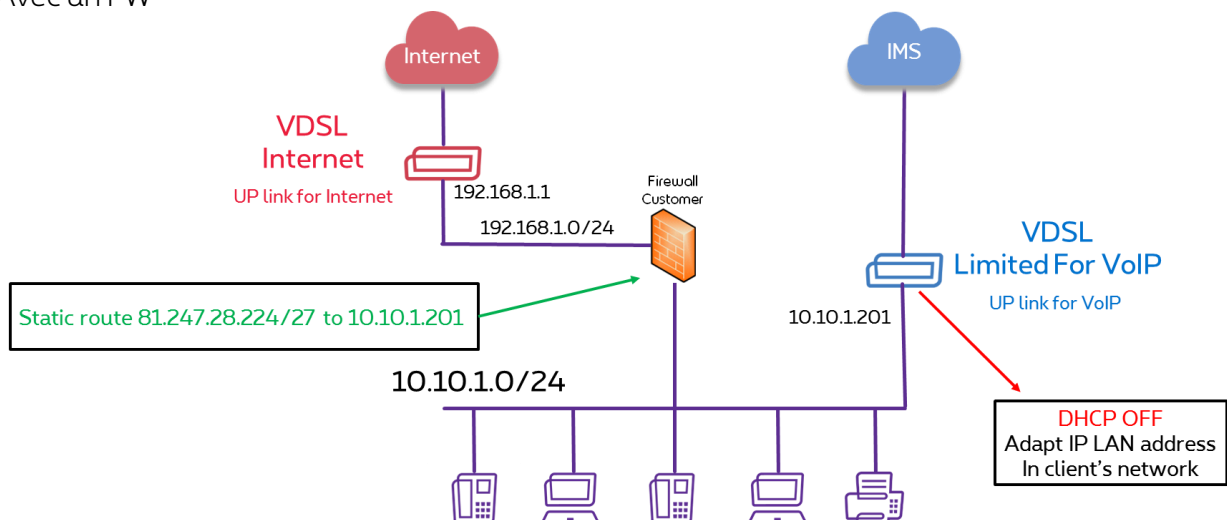 Avec un FW
Internet
IMS
VDSL
Internet
UP link for Internet
192.168.1.1
192.168.1.0/24
Firewall
Customer
VDSL
Limited For VoIP
UP link for VoIP
Static route 81.247.28.224/27 to 10.10.1.201
10.10.1.201
10.10.1.0/24
DHCP OFF
Adapt IP LAN address
In client's network